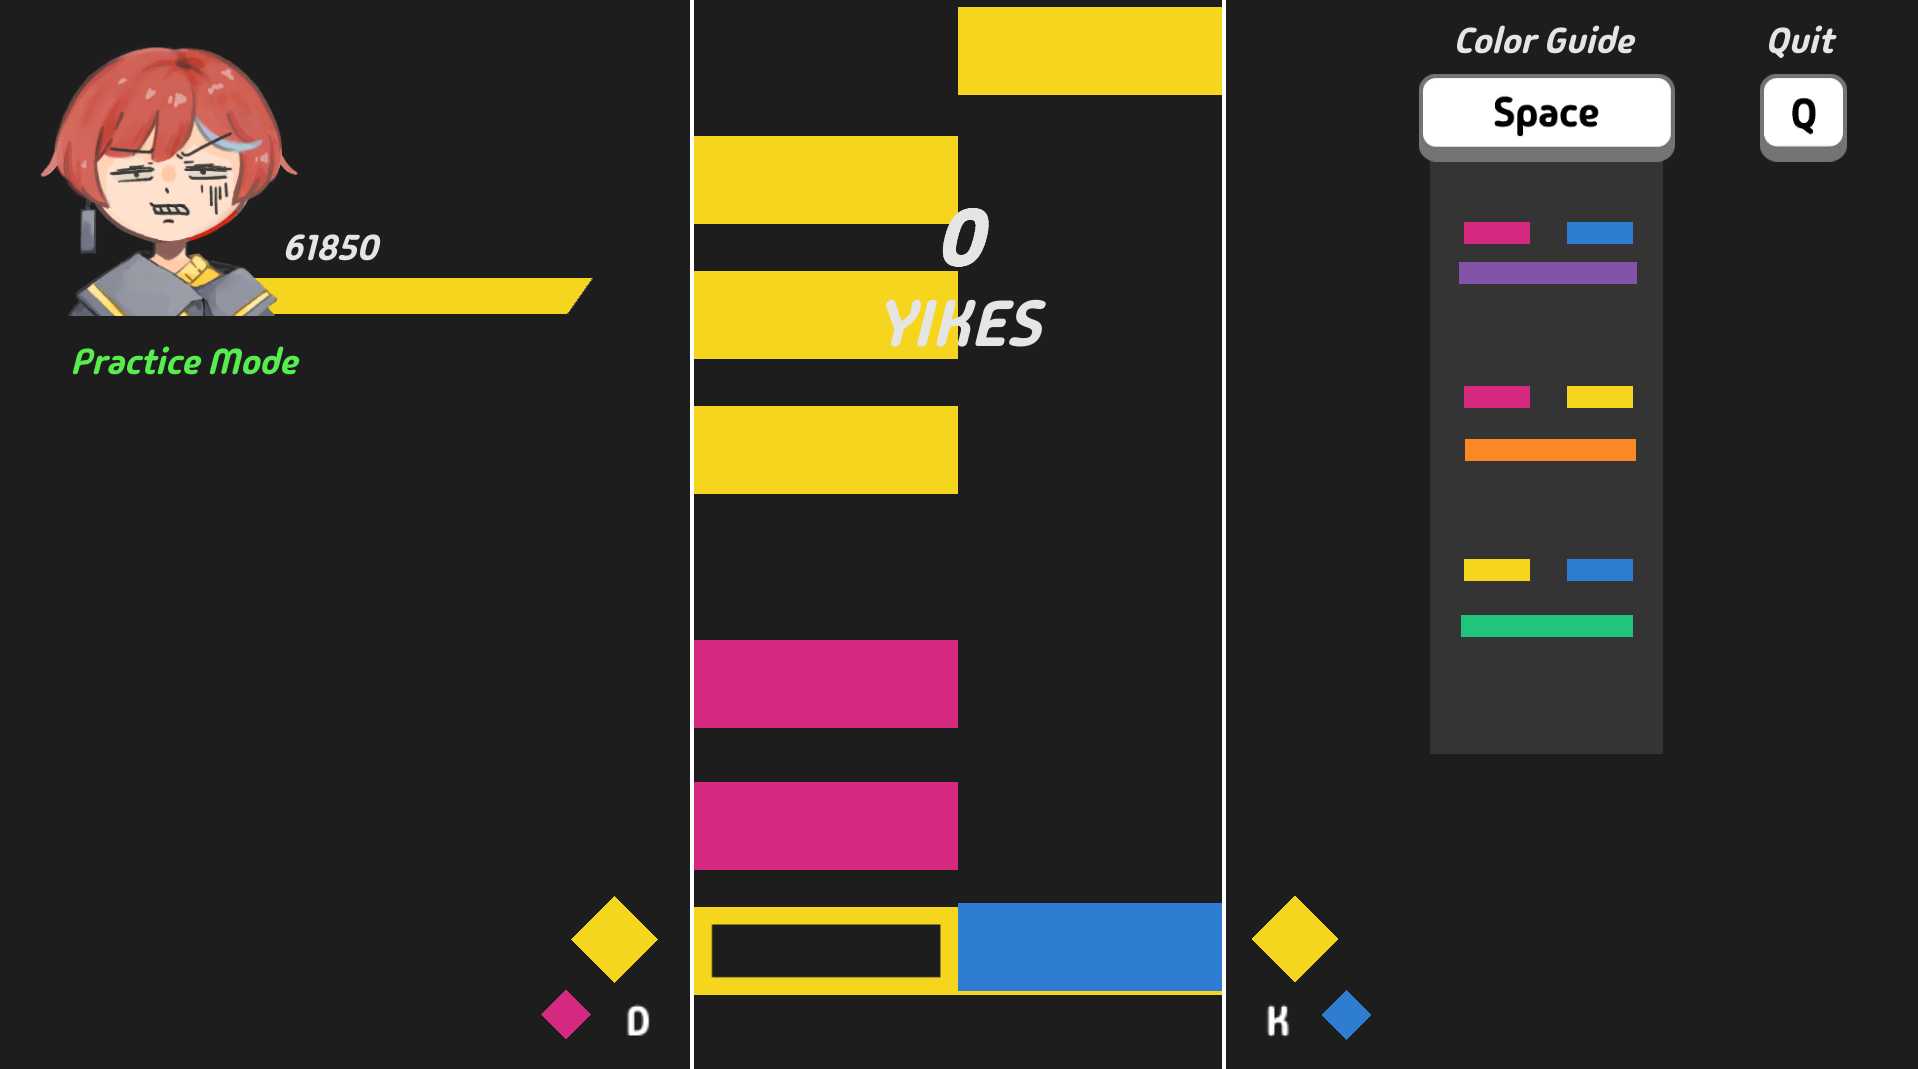 61850
Practice Mode
0
YIKES
Color Guide
Space
Quit
Q
D
K